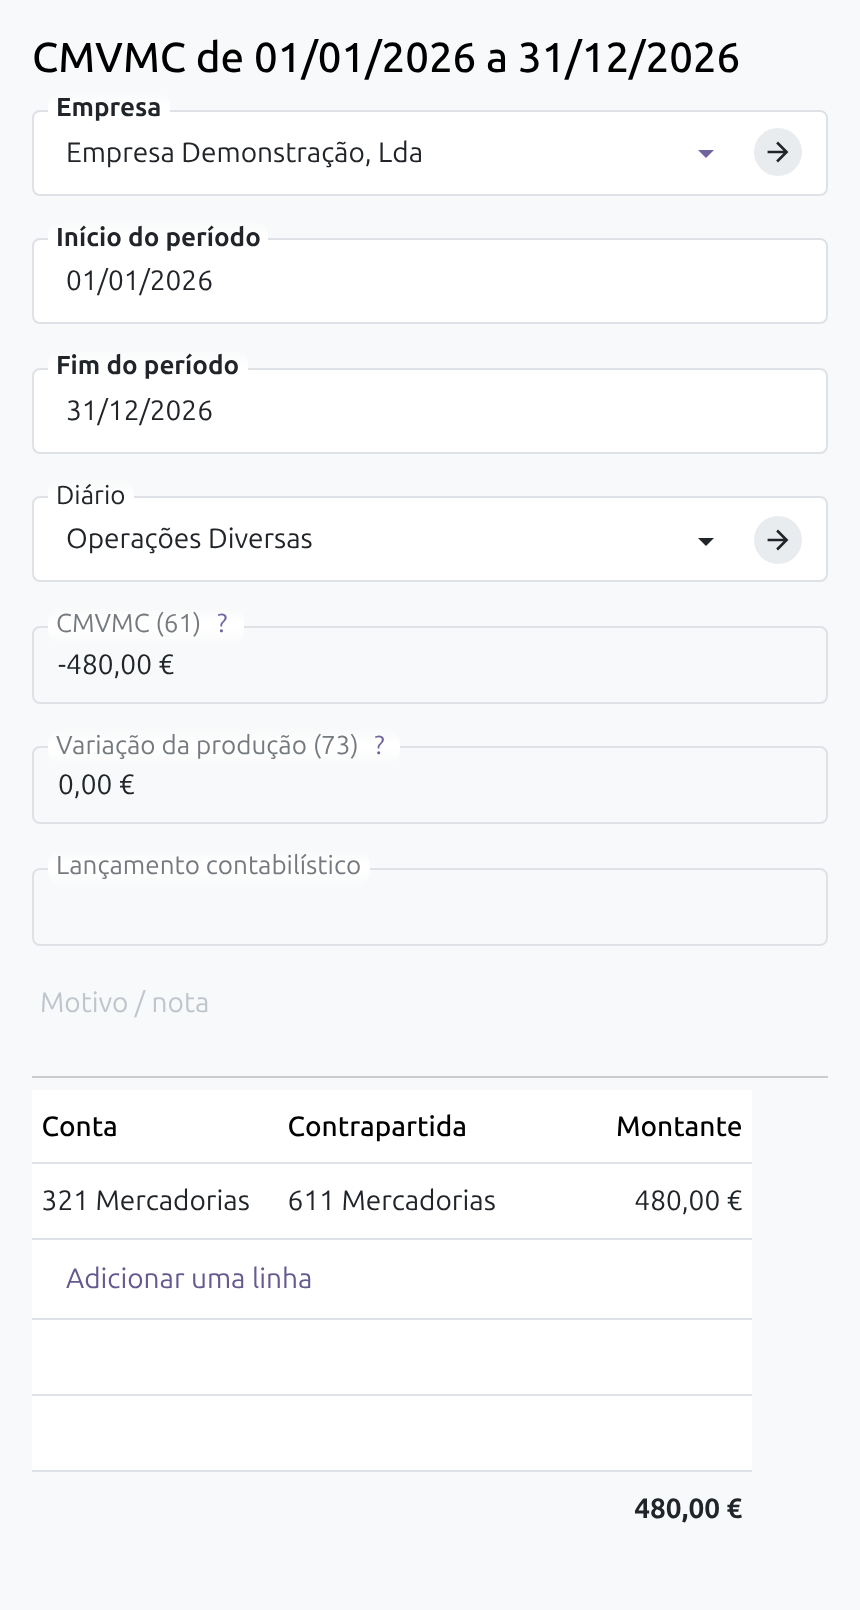 CMVMC de 01/01/2026 a 31/12/2026
Empresa
Empresa Demonstração, Lda
Início do período
01/01/2026
Fim do período
31/12/2026
Diário
Operações Diversas
CMVMC (61) ?
-480,00 €
Variação da produção (73) ?
0,00 €
Lançamento contabilístico
Motivo / nota
Conta Contrapartida Montante
321 Mercadorias 611 Mercadorias 480,00 €
Adicionar uma linha
480,00 €